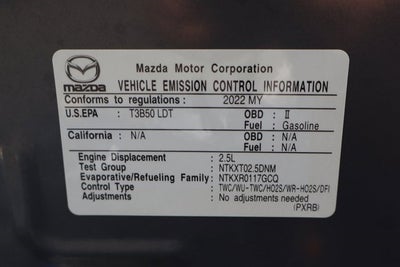 Mazda Motor Corporation
mazda VEHICLE EMISSION CONTROL INFORMATION
Conforms to regulations : 2022 MY
U.S.EPA : T3B50 LDT OBD : II
Fuel : Gasoline
California : N/A OBD : N/A
Fuel : N/A
Engine Displacement : 2.5L
Test Group : NTKXT02.5DNM
Evaporative/Refueling Family : NTKXR0117GCQ
Control Type : TWC/WU-TWC/HO2S/WR-HO2S/DFI
Adjustments : No adjustments needed
(PXRB)